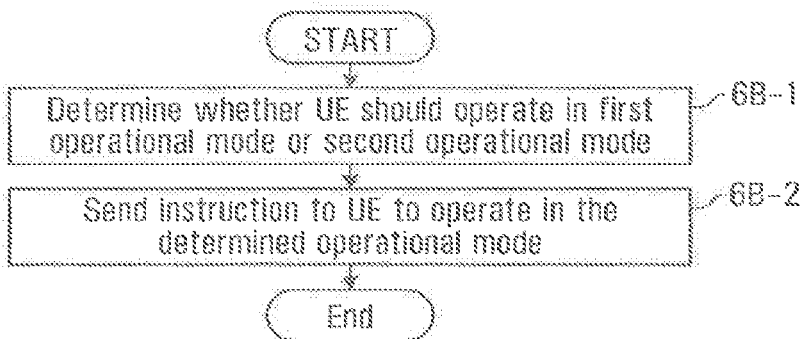 START
Determine whether UE should operate in first
operational mode or second operational mode
6B-1
Send instruction to UE to operate in the
determined operational mode
6B-2
End